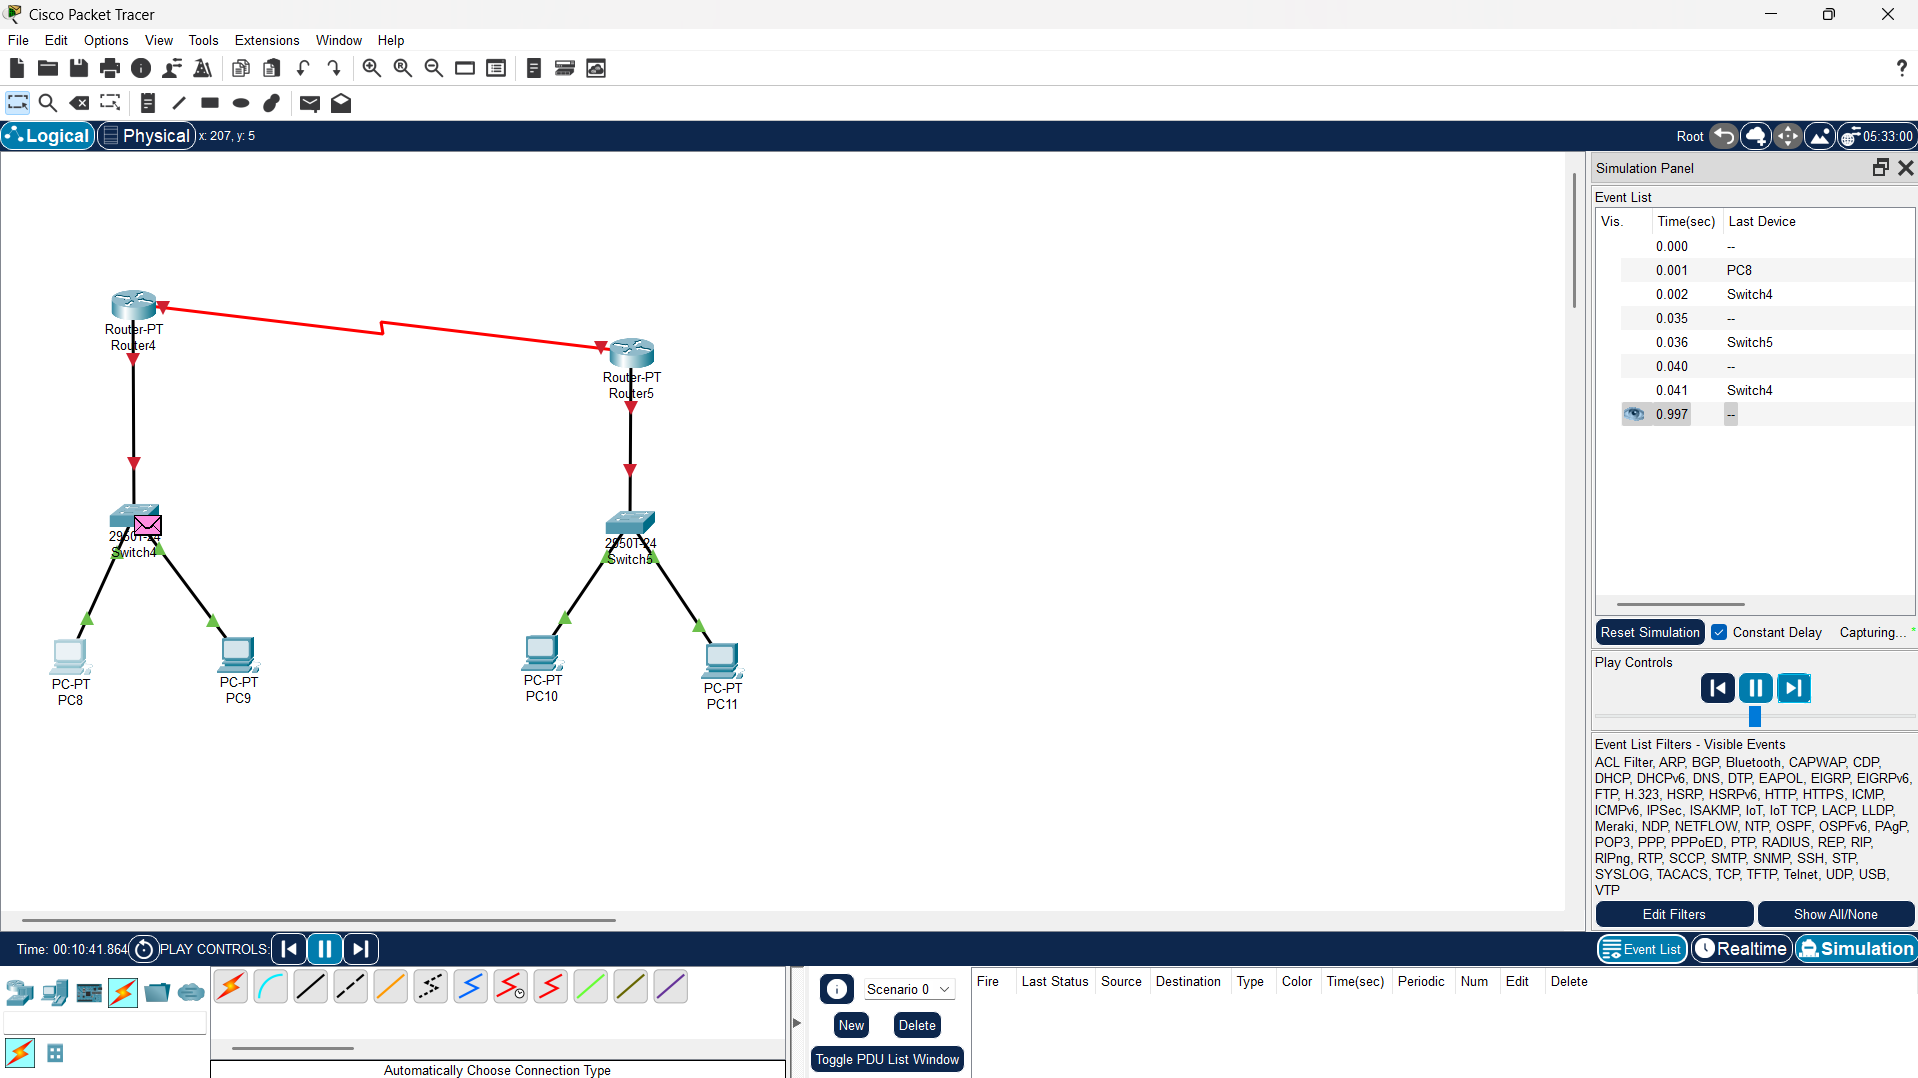 Cisco Packet Tracer
File Edit Options View Tools Extensions Window Help
?
Logical Physical x: 207, y: 5 Root 05:33:00
Simulation Panel
Event List
Vis. Time(sec) Last Device
0.000 --
0.001 PC8
0.002 Switch4
0.035 --
0.036 Switch5
0.040 --
0.041 Switch4
0.997 --
Router-PT
Router4
Router-PT
Router5
2950T-24
Switch4
2950T-24
Switch5
PC-PT
PC8
PC-PT
PC9
PC-PT
PC10
PC-PT
PC11
Reset Simulation Constant Delay Capturing... *
Play Controls
Event List Filters - Visible Events
ACL Filter, ARP, BGP, Bluetooth, CAPWAP, CDP,
DHCP, DHCPv6, DNS, DTP, EAPOL, EIGRP, EIGRPv6,
FTP, H.323, HSRP, HSRPv6, HTTP, HTTPS, ICMP,
ICMPv6, IPSec, ISAKMP, IoT, IoT TCP, LACP, LLDP,
Meraki, NDP, NETFLOW, NTP, OSPF, OSPFv6, PAgP,
POP3, PPP, PPPoED, PTP, RADIUS, REP, RIP,
RIPng, RTP, SCCP, SMTP, SNMP, SSH, STP,
SYSLOG, TACACS, TCP, TFTP, Telnet, UDP, USB,
VTP
Edit Filters Show All/None
Time: 00:10:41.864 PLAY CONTROLS: Event List Realtime Simulation
Scenario 0
New Delete
Toggle PDU List Window
Fire Last Status Source Destination Type Color Time(sec) Periodic Num Edit Delete
Automatically Choose Connection Type